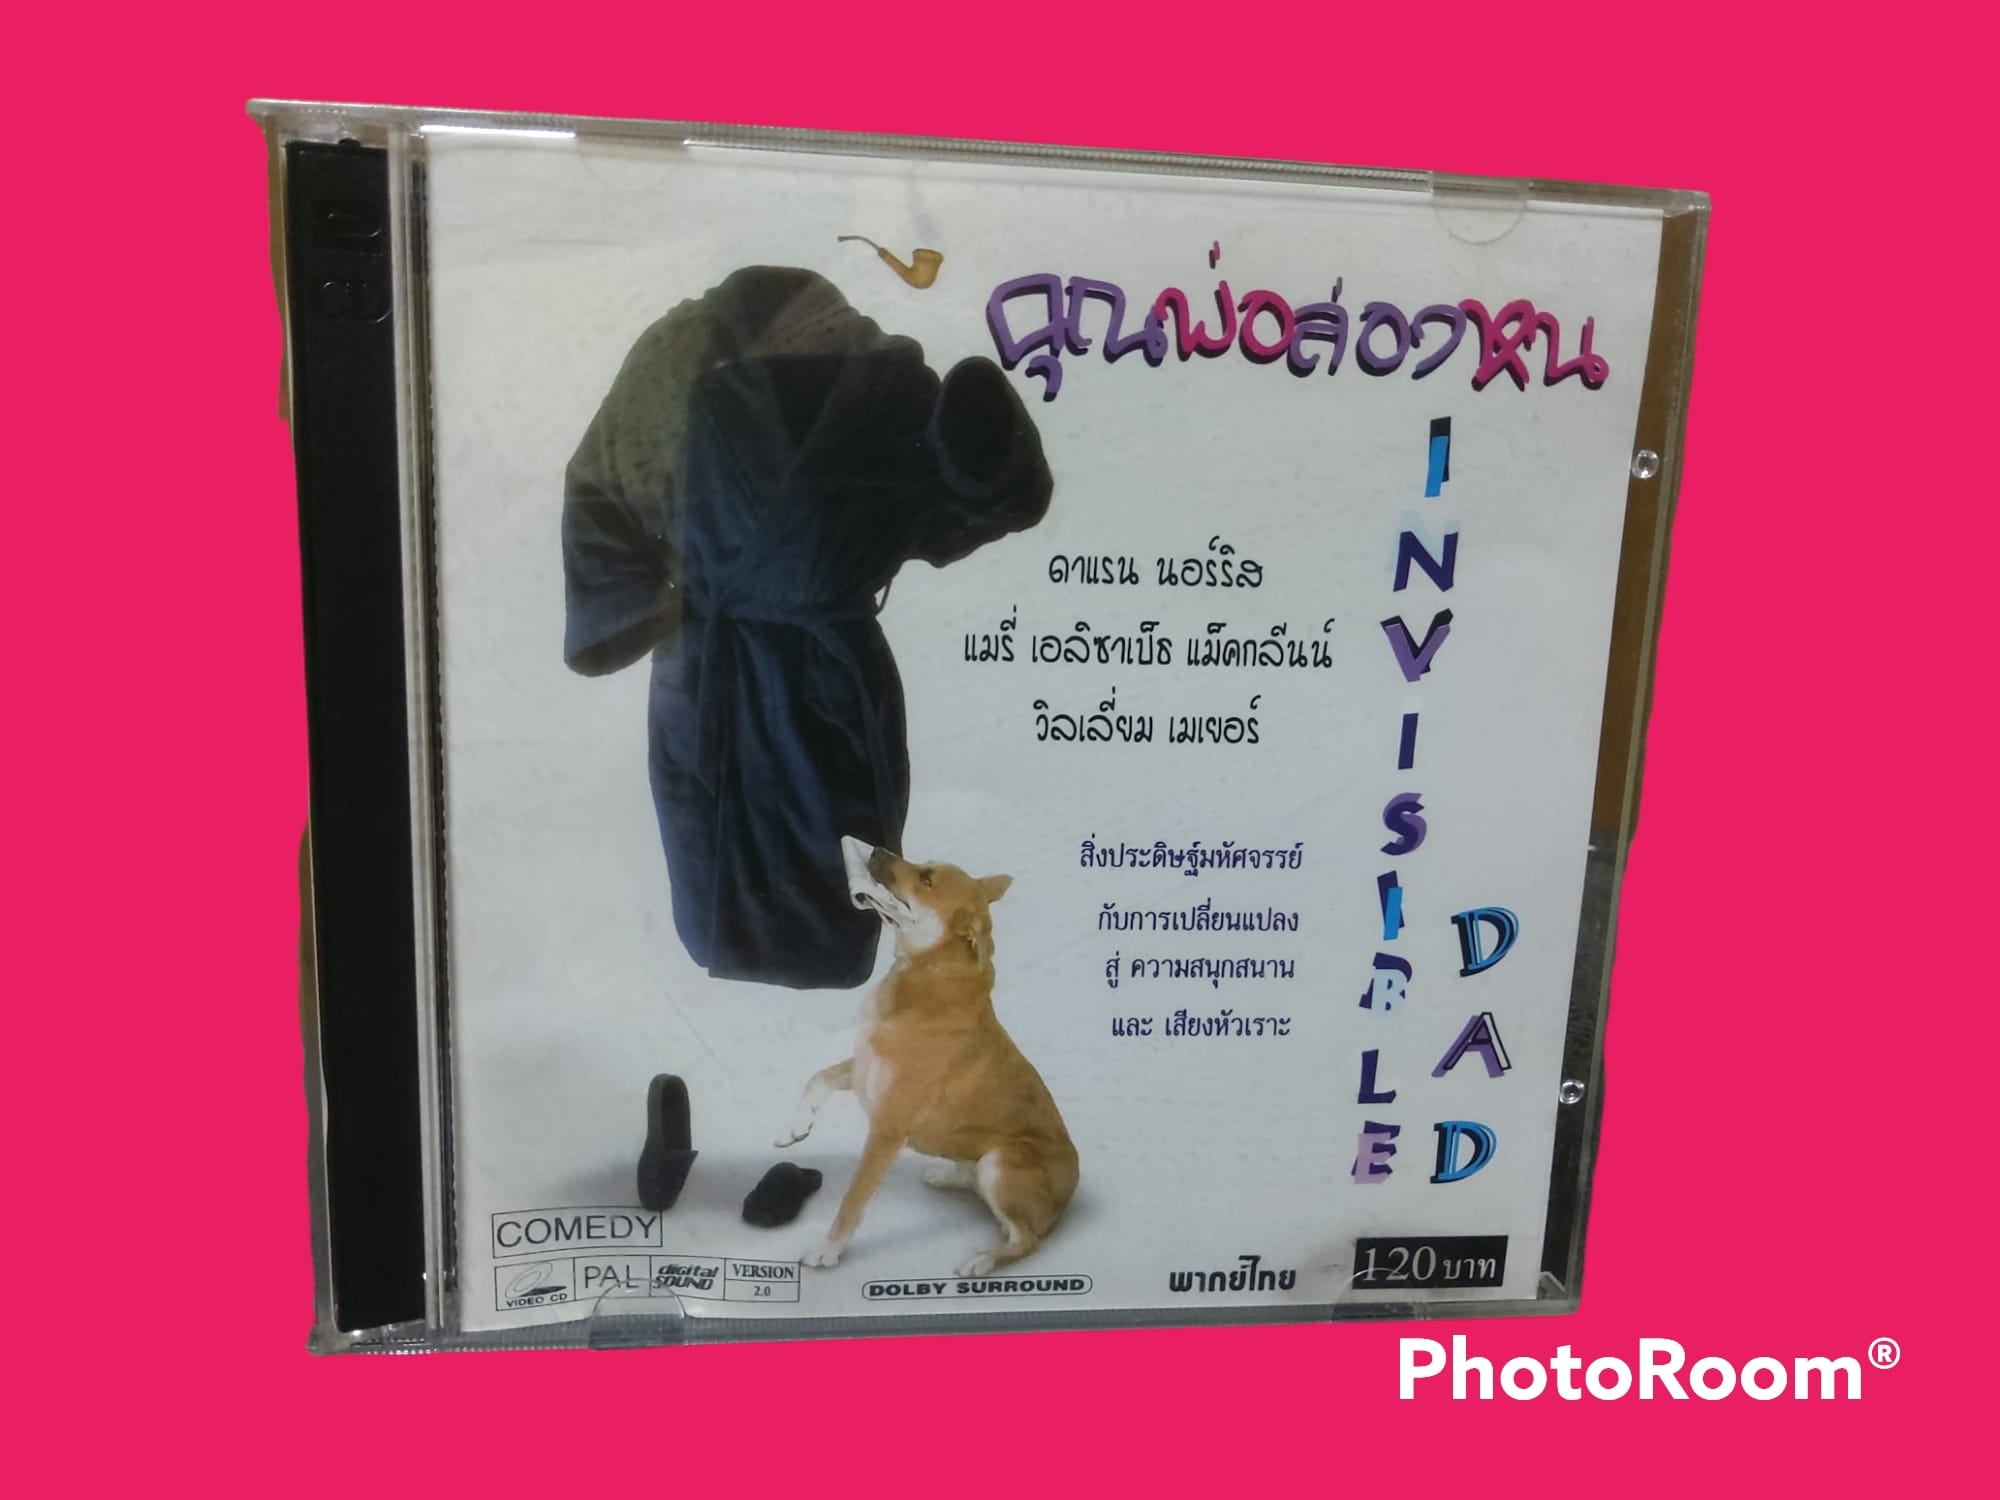 คุณพ่อล่องหน
INVISIBLE
DAD
ดาแรน นอร์ริส
แมรี่ เอลิซาเบ็ธ แม็คกลีนน์
วิลเลี่ยม เมเยอร์
สิ่งประดิษฐ์มหัศจรรย์
กับการเปลี่ยนแปลง
สู่ ความสนุกสนาน
และ เสียงหัวเราะ
COMEDY
VIDEO CD
PAL
digital SOUND
VERSION 2.0
DOLBY SURROUND
พากย์ไทย
120 บาท
PhotoRoom®